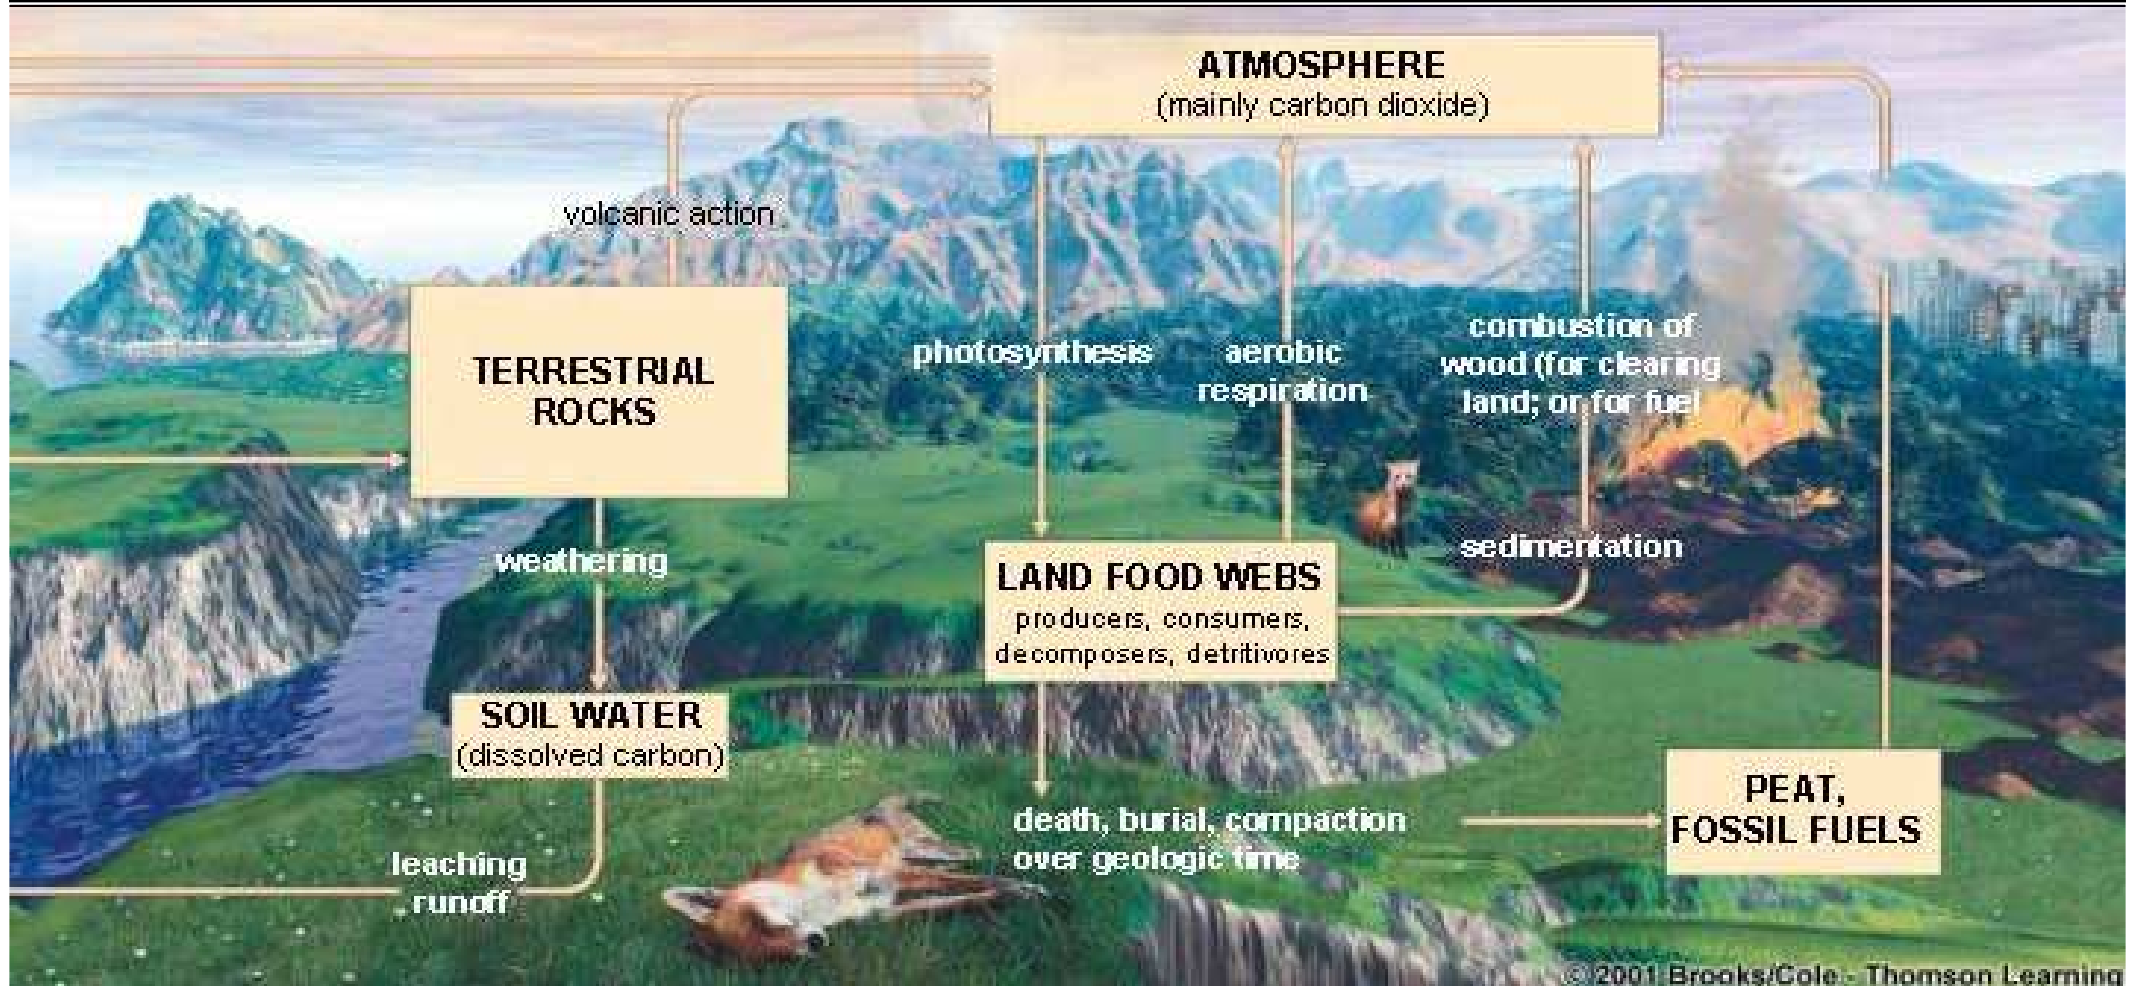 ATMOSPHERE
(mainly carbon dioxide)
volcanic action
TERRESTRIAL
ROCKS
photosynthesis
aerobic
respiration
combustion of
wood (for clearing
land; or for fuel
weathering
sedimentation
LAND FOOD WEBS
producers, consumers,
decomposers, detritivores
SOIL WATER
(dissolved carbon)
death, burial, compaction
over geologic time
PEAT,
FOSSIL FUELS
leaching
runoff
© 2001 Brooks/Cole - Thomson Learning